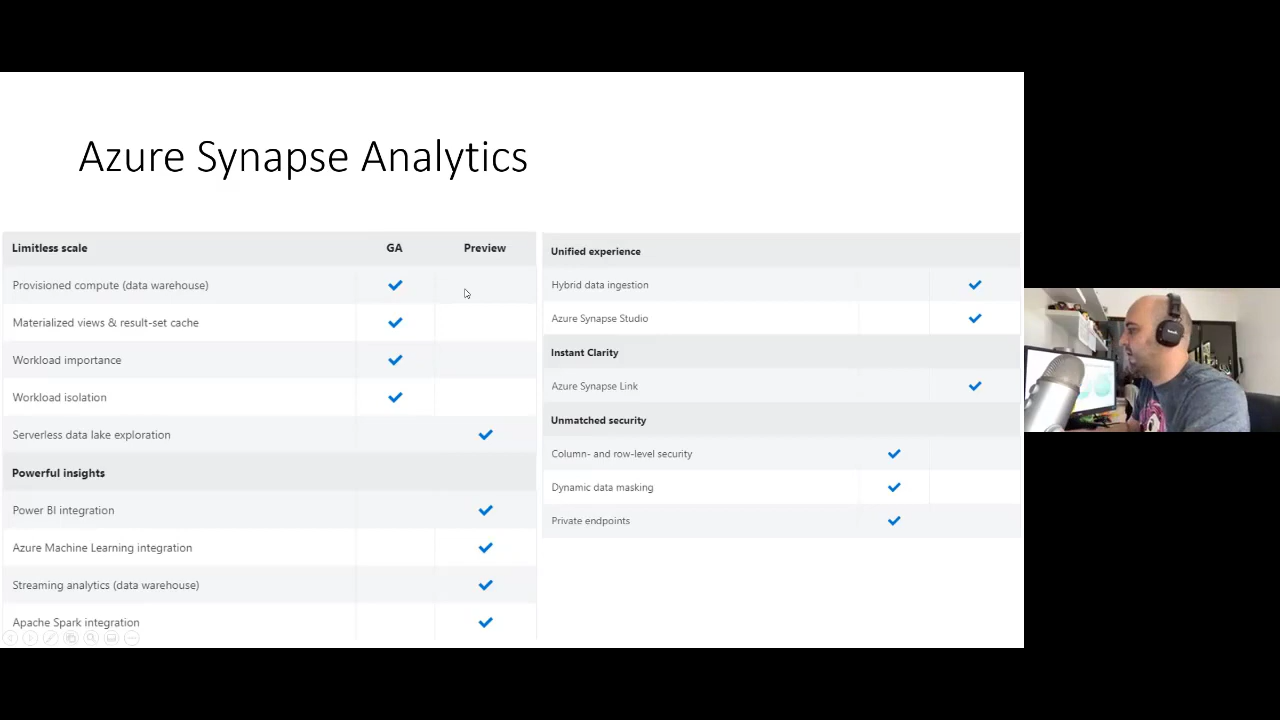 Azure Synapse Analytics
Limitless scale GA Preview
Provisioned compute (data warehouse)
Materialized views & result-set cache
Workload importance
Workload isolation
Serverless data lake exploration
Powerful insights
Power BI integration
Azure Machine Learning integration
Streaming analytics (data warehouse)
Apache Spark integration
Unified experience
Hybrid data ingestion
Azure Synapse Studio
Instant Clarity
Azure Synapse Link
Unmatched security
Column- and row-level security
Dynamic data masking
Private endpoints